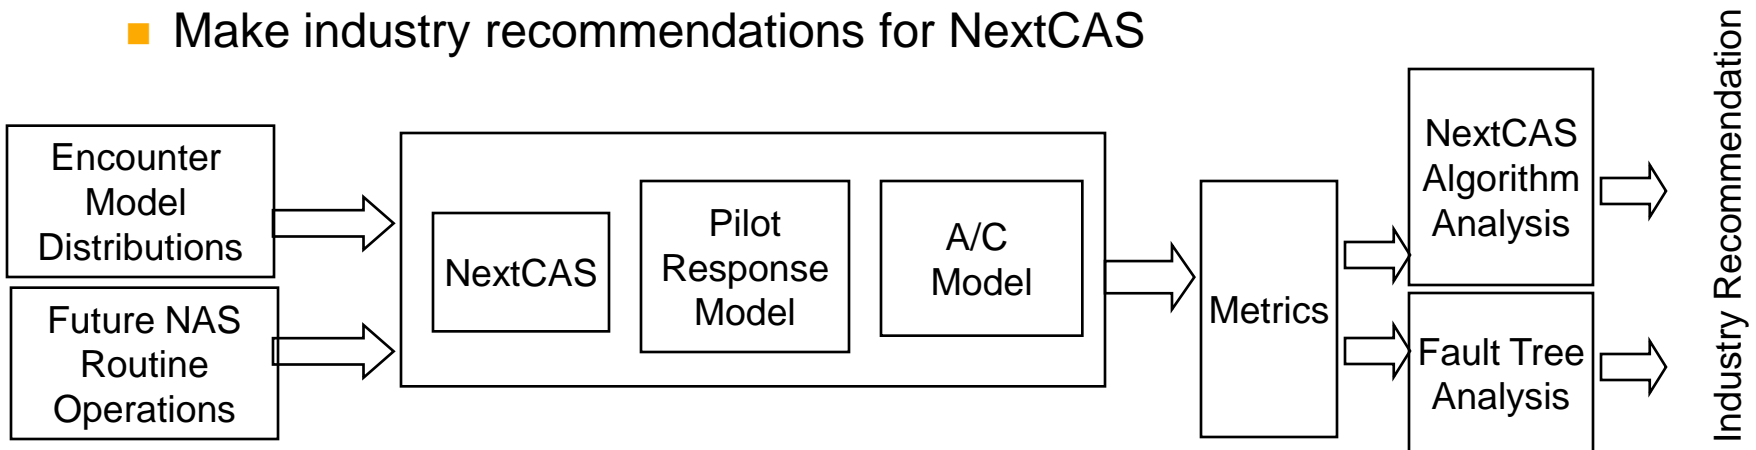 Make industry recommendations for NextCAS
Encounter
Model
Distributions
Future NAS
Routine
Operations
NextCAS
Pilot
Response
Model
A/C
Model
Metrics
NextCAS
Algorithm
Analysis
Fault Tree
Analysis
Industry Recommendation